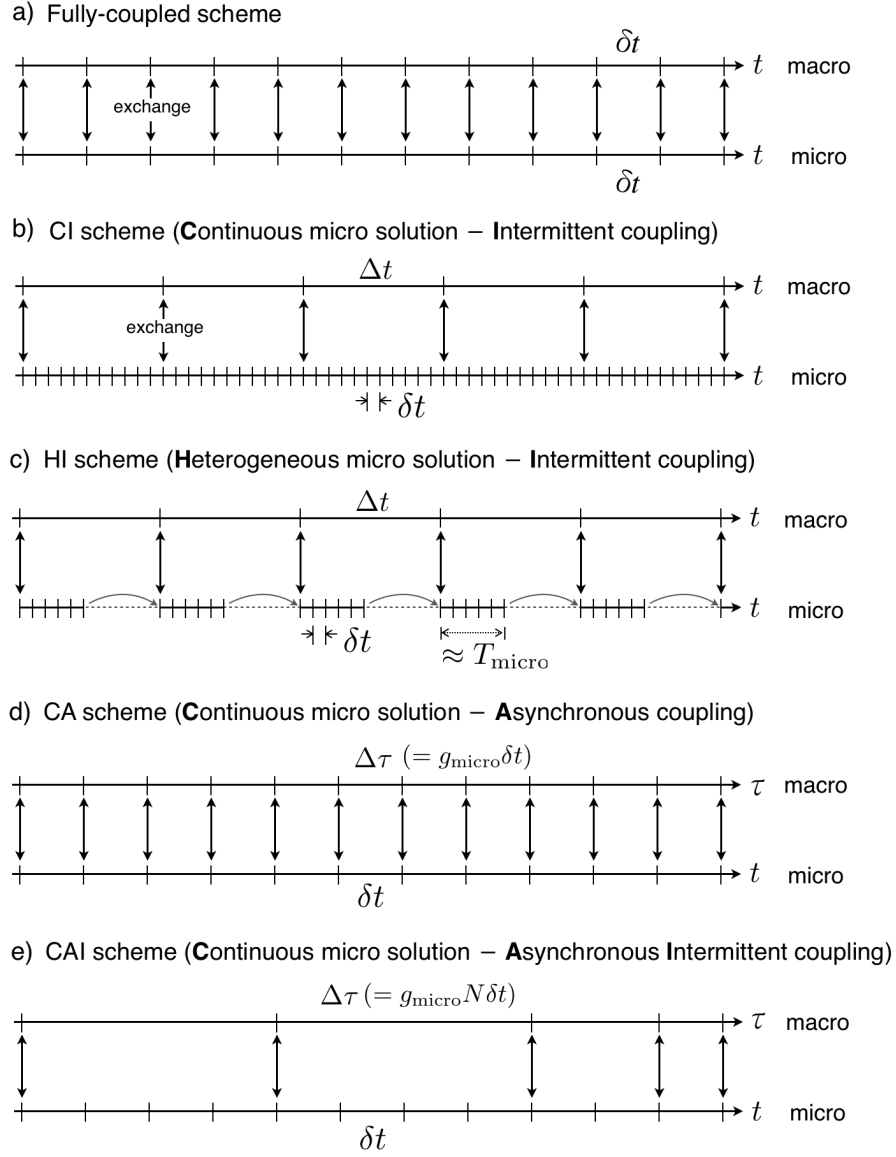 a) Fully-coupled scheme
δt
t macro
exchange
t micro
δt
b) CI scheme (Continuous micro solution – Intermittent coupling)
Δt
t macro
exchange
t micro
δt
c) HI scheme (Heterogeneous micro solution – Intermittent coupling)
Δt
t macro
t micro
δt
≈ T_micro
d) CA scheme (Continuous micro solution – Asynchronous coupling)
Δτ (= g_micro δt)
τ macro
t micro
δt
e) CAI scheme (Continuous micro solution – Asynchronous Intermittent coupling)
Δτ (= g_micro N δt)
τ macro
t micro
δt